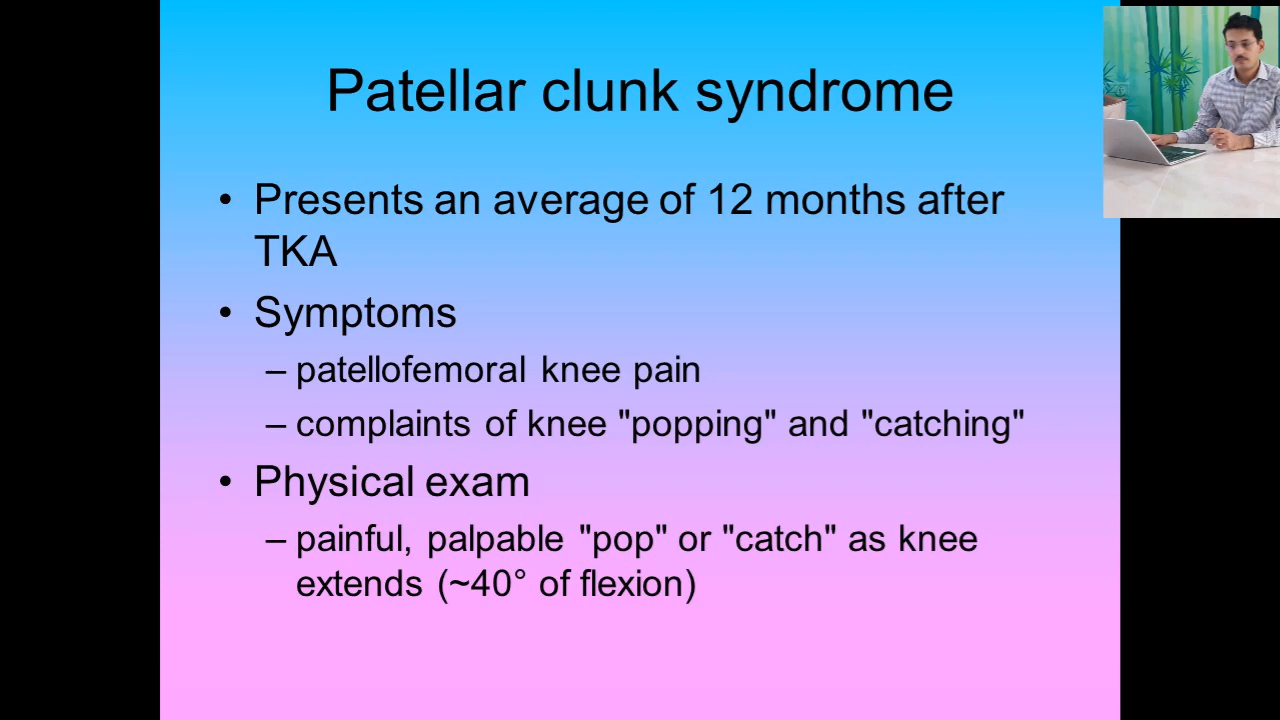 Patellar clunk syndrome
• Presents an average of 12 months after
TKA
• Symptoms
– patellofemoral knee pain
– complaints of knee "popping" and "catching"
• Physical exam
– painful, palpable "pop" or "catch" as knee
extends (~40° of flexion)